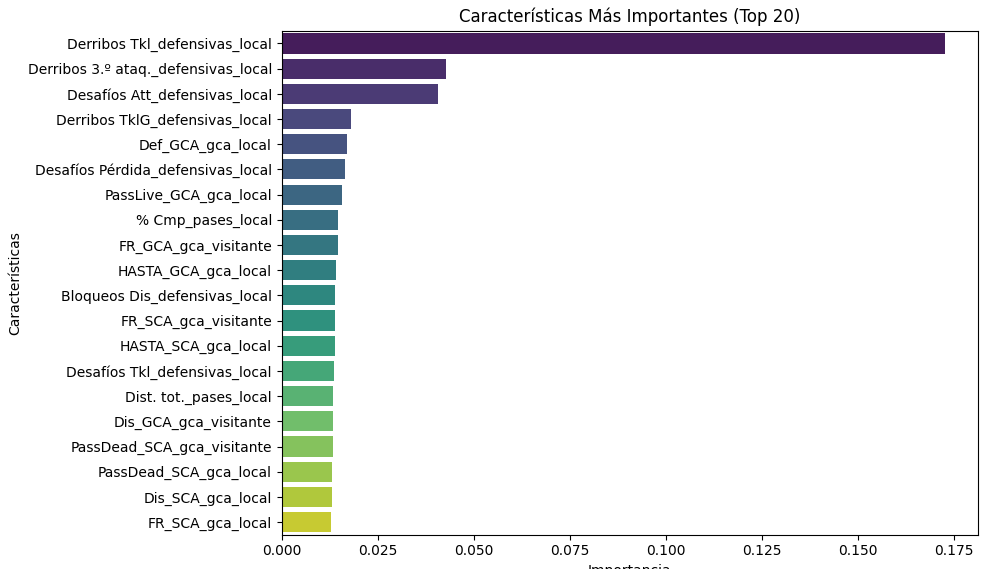 Características Más Importantes (Top 20)
Características
Derribos Tkl_defensivas_local
Derribos 3.º ataq._defensivas_local
Desafíos Att_defensivas_local
Derribos TklG_defensivas_local
Def_GCA_gca_local
Desafíos Pérdida_defensivas_local
PassLive_GCA_gca_local
% Cmp_pases_local
FR_GCA_gca_visitante
HASTA_GCA_gca_local
Bloqueos Dis_defensivas_local
FR_SCA_gca_visitante
HASTA_SCA_gca_local
Desafíos Tkl_defensivas_local
Dist. tot._pases_local
Dis_GCA_gca_visitante
PassDead_SCA_gca_visitante
PassDead_SCA_gca_local
Dis_SCA_gca_local
FR_SCA_gca_local
0.000 0.025 0.050 0.075 0.100 0.125 0.150 0.175
Importancia